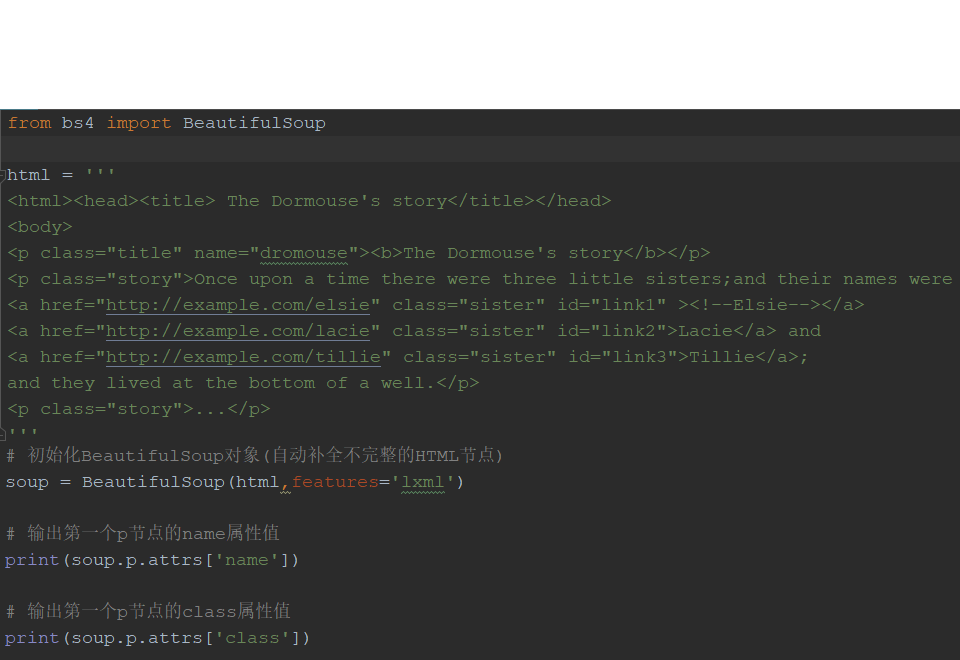 from bs4 import BeautifulSoup
html = '''
<html><head><title> The Dormouse's story</title></head>
<body>
<p class="title" name="dromouse"><b>The Dormouse's story</b></p>
<p class="story">Once upon a time there were three little sisters;and their names were
<a href="http://example.com/elsie" class="sister" id="link1" ><!--Elsie--></a>
<a href="http://example.com/lacie" class="sister" id="link2">Lacie</a> and
<a href="http://example.com/tillie" class="sister" id="link3">Tillie</a>;
and they lived at the bottom of a well.</p>
<p class="story">...</p>
'''
# 初始化BeautifulSoup对象(自动补全不完整的HTML节点)
soup = BeautifulSoup(html,features='lxml')
# 输出第一个p节点的name属性值
print(soup.p.attrs['name'])
# 输出第一个p节点的class属性值
print(soup.p.attrs['class'])